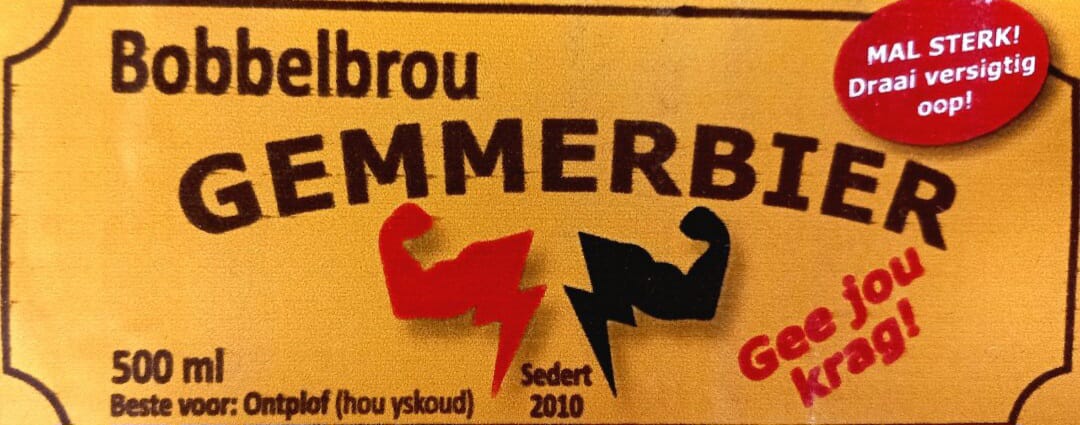 Bobbelbrou
MAL STERK!
Draai versigtig
oop!
GEMMERBIER
Gee jou
krag!
500 ml
Beste voor: Ontplof (hou yskoud)
Sedert
2010